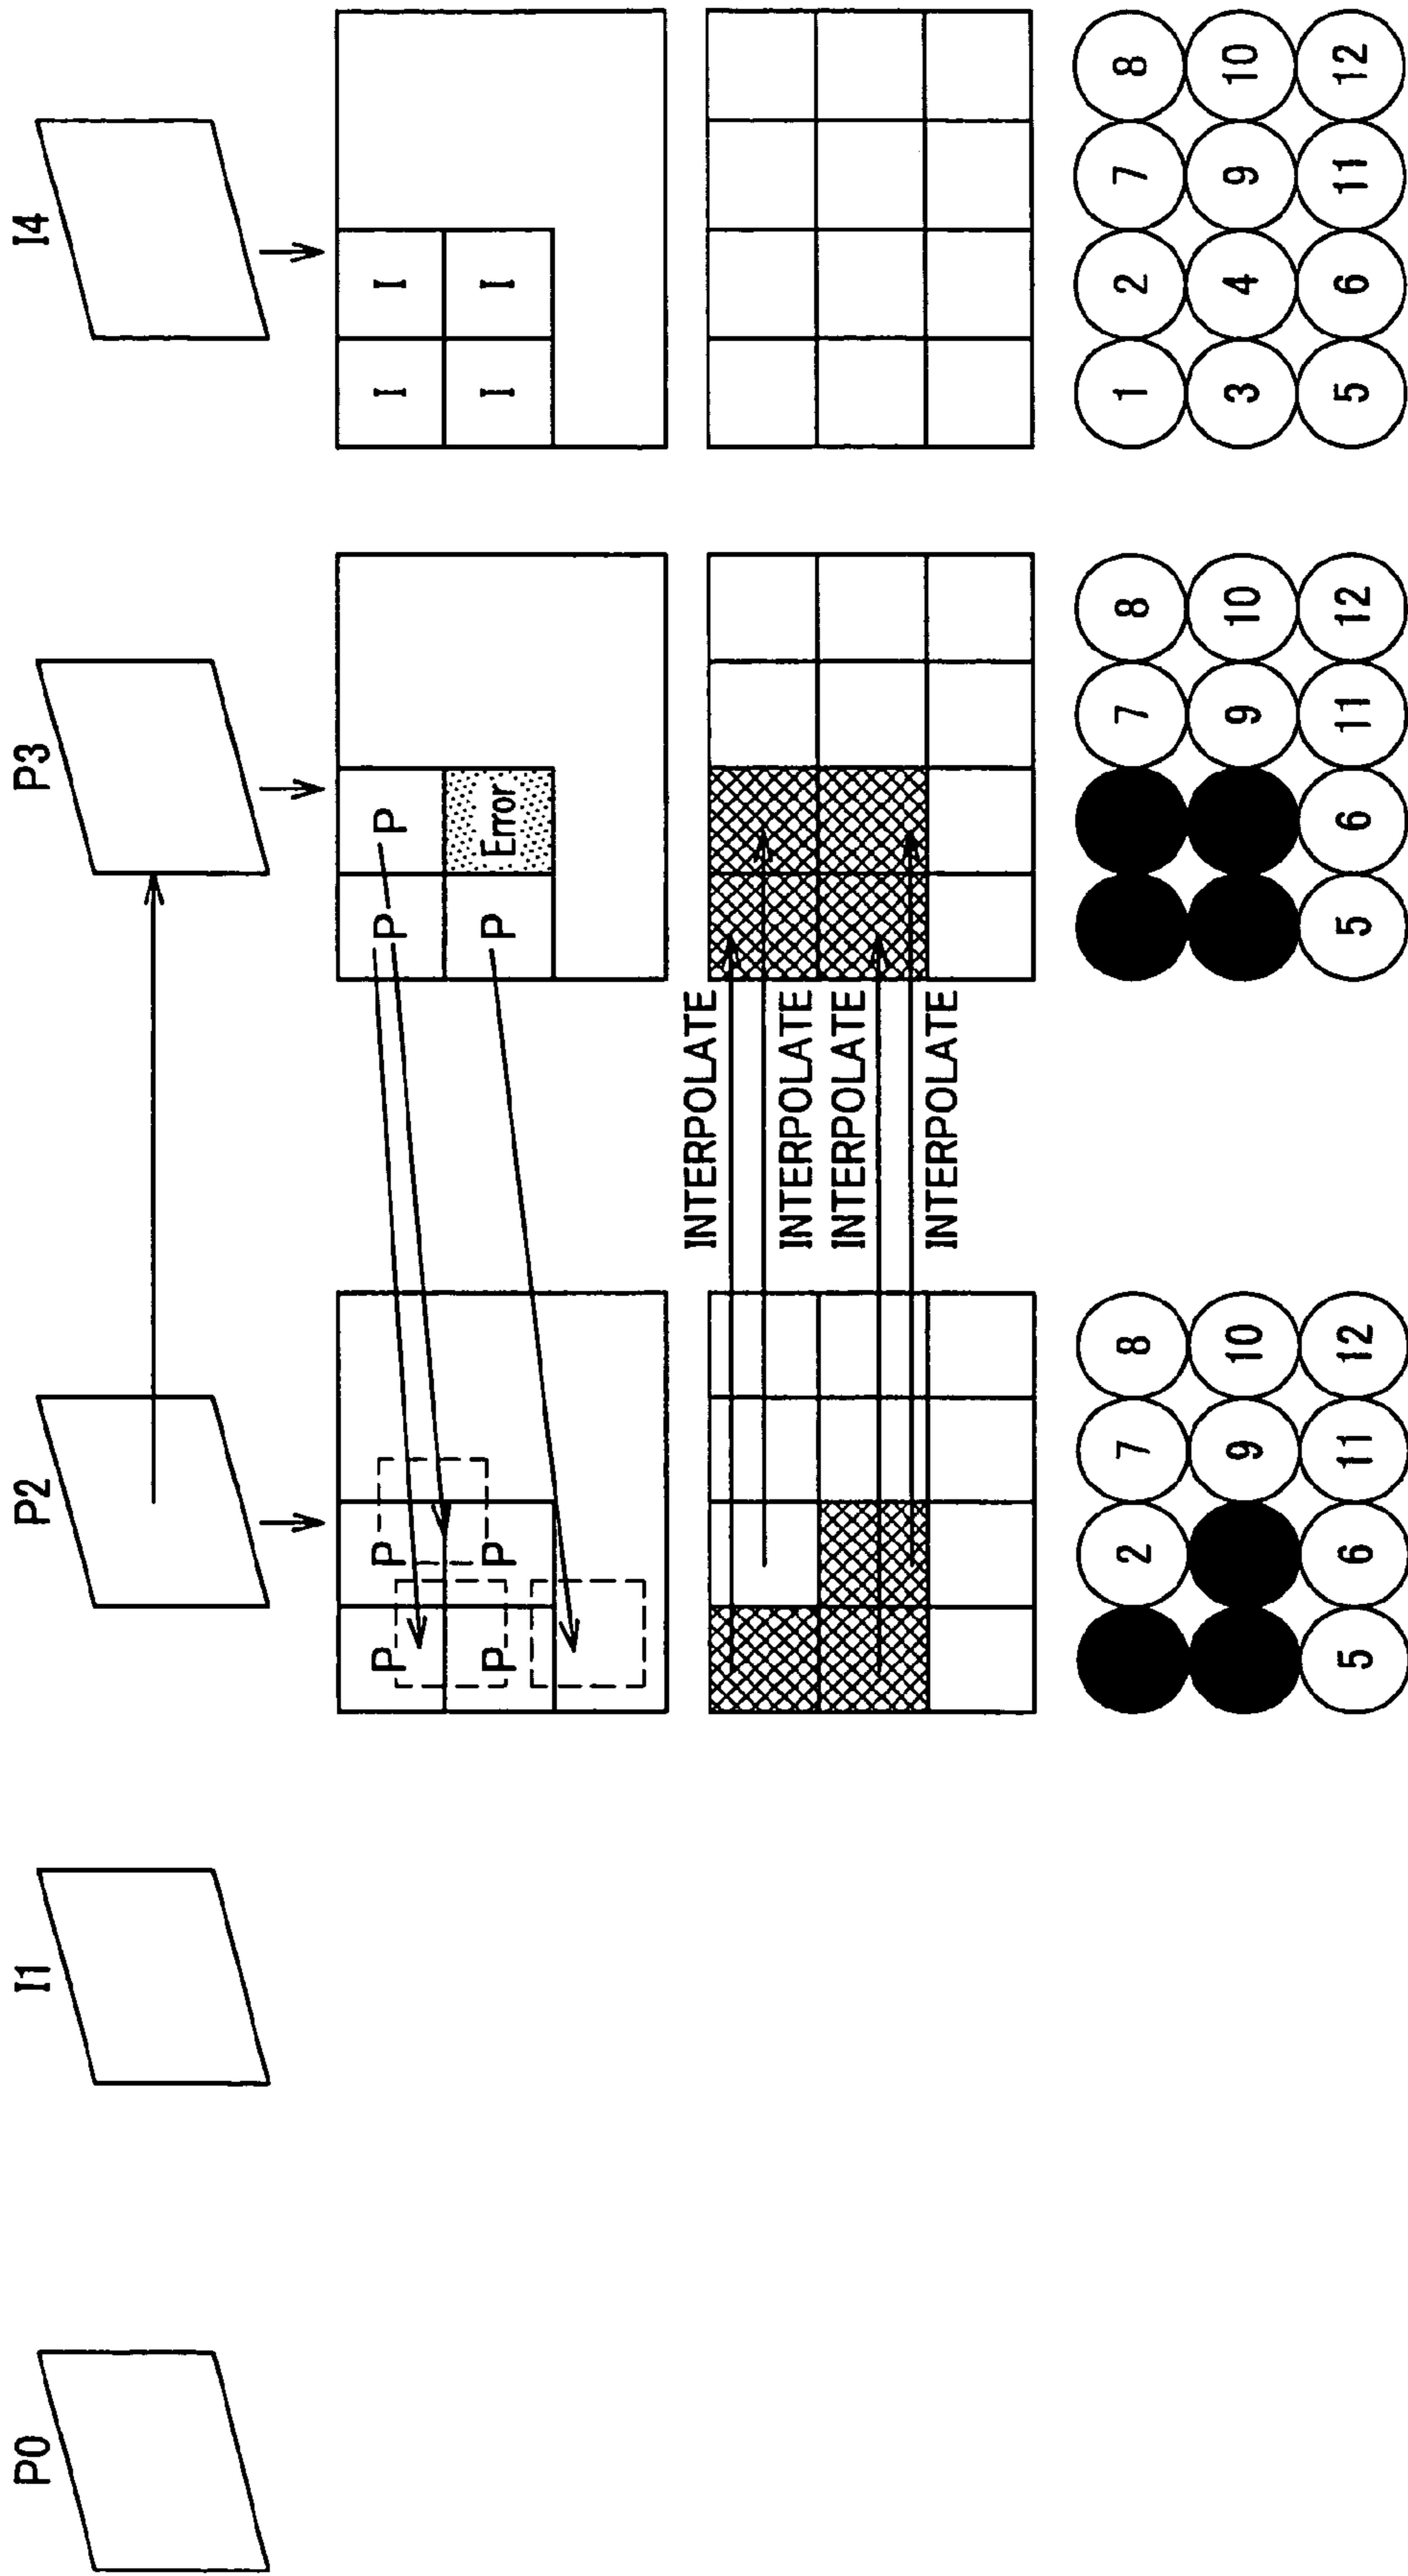 P0 I1 P2 P3 I4
P P P P I I
P P P Error I I
INTERPOLATE
INTERPOLATE
INTERPOLATE
INTERPOLATE
2 7 8 7 8 1 2 7 8
9 10 9 10 3 4 9 10
5 6 11 12 5 6 11 12 5 6 11 12